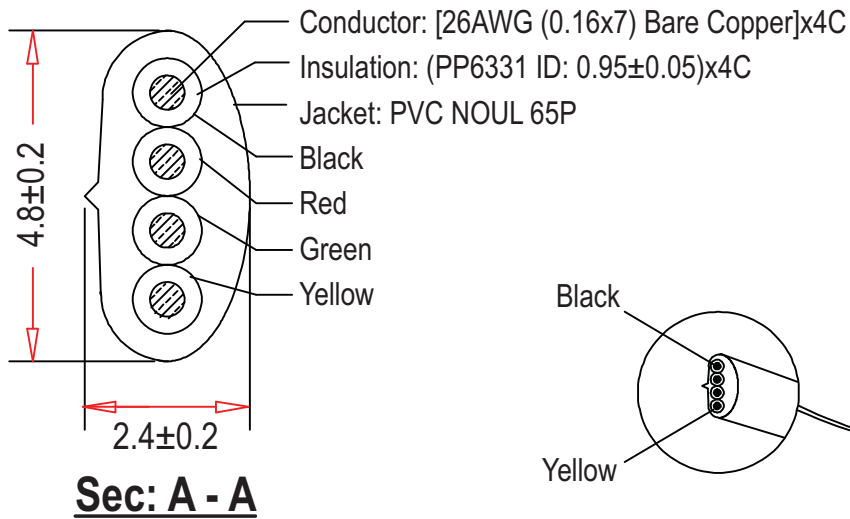 Conductor: [26AWG (0.16x7) Bare Copper]x4C
Insulation: (PP6331 ID: 0.95±0.05)x4C
Jacket: PVC NOUL 65P
Black
Red
Green
Yellow
4.8±0.2
2.4±0.2
Sec: A - A
Black
Yellow